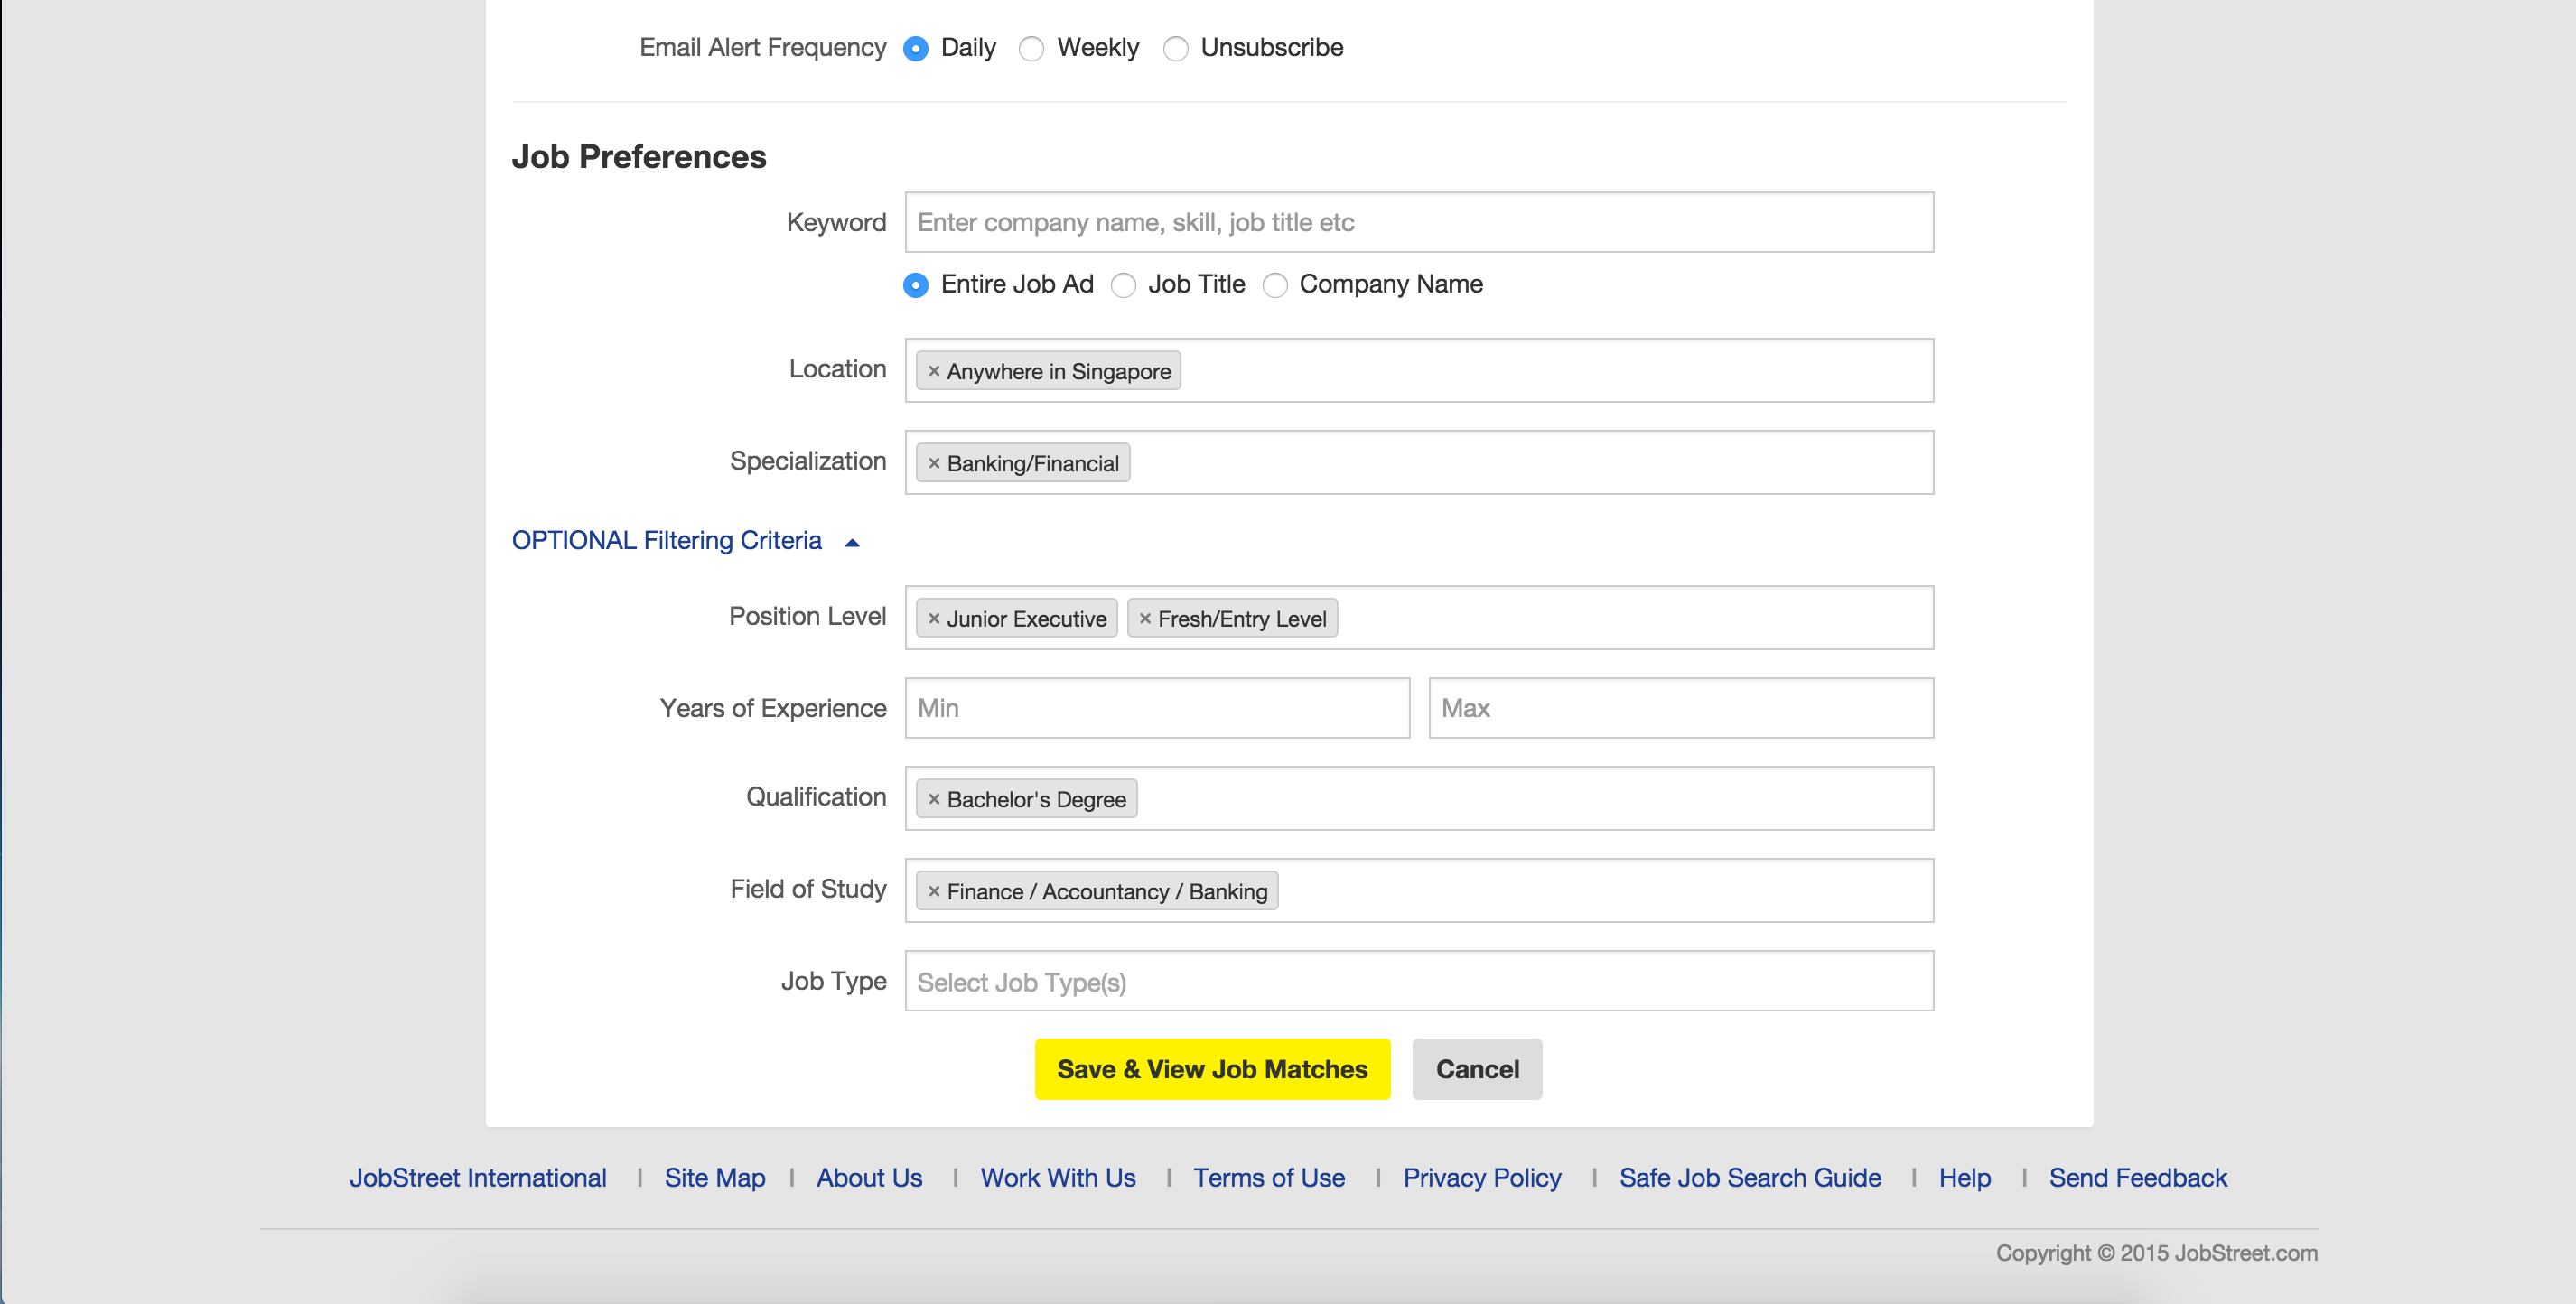 Email Alert Frequency Daily Weekly Unsubscribe
Job Preferences
Keyword Enter company name, skill, job title etc
Entire Job Ad Job Title Company Name
Location × Anywhere in Singapore
Specialization × Banking/Financial
OPTIONAL Filtering Criteria
Position Level × Junior Executive × Fresh/Entry Level
Years of Experience Min Max
Qualification × Bachelor's Degree
Field of Study × Finance / Accountancy / Banking
Job Type Select Job Type(s)
Save & View Job Matches Cancel
JobStreet International | Site Map | About Us | Work With Us | Terms of Use | Privacy Policy | Safe Job Search Guide | Help | Send Feedback
Copyright © 2015 JobStreet.com